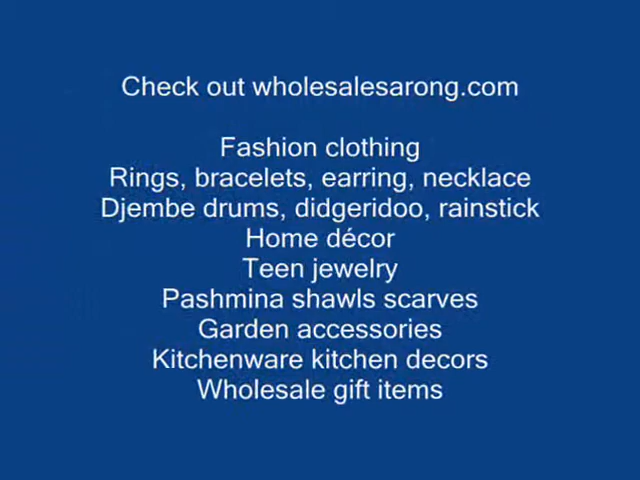 Check out wholesalesarong.com
Fashion clothing
Rings, bracelets, earring, necklace
Djembe drums, didgeridoo, rainstick
Home décor
Teen jewelry
Pashmina shawls scarves
Garden accessories
Kitchenware kitchen decors
Wholesale gift items